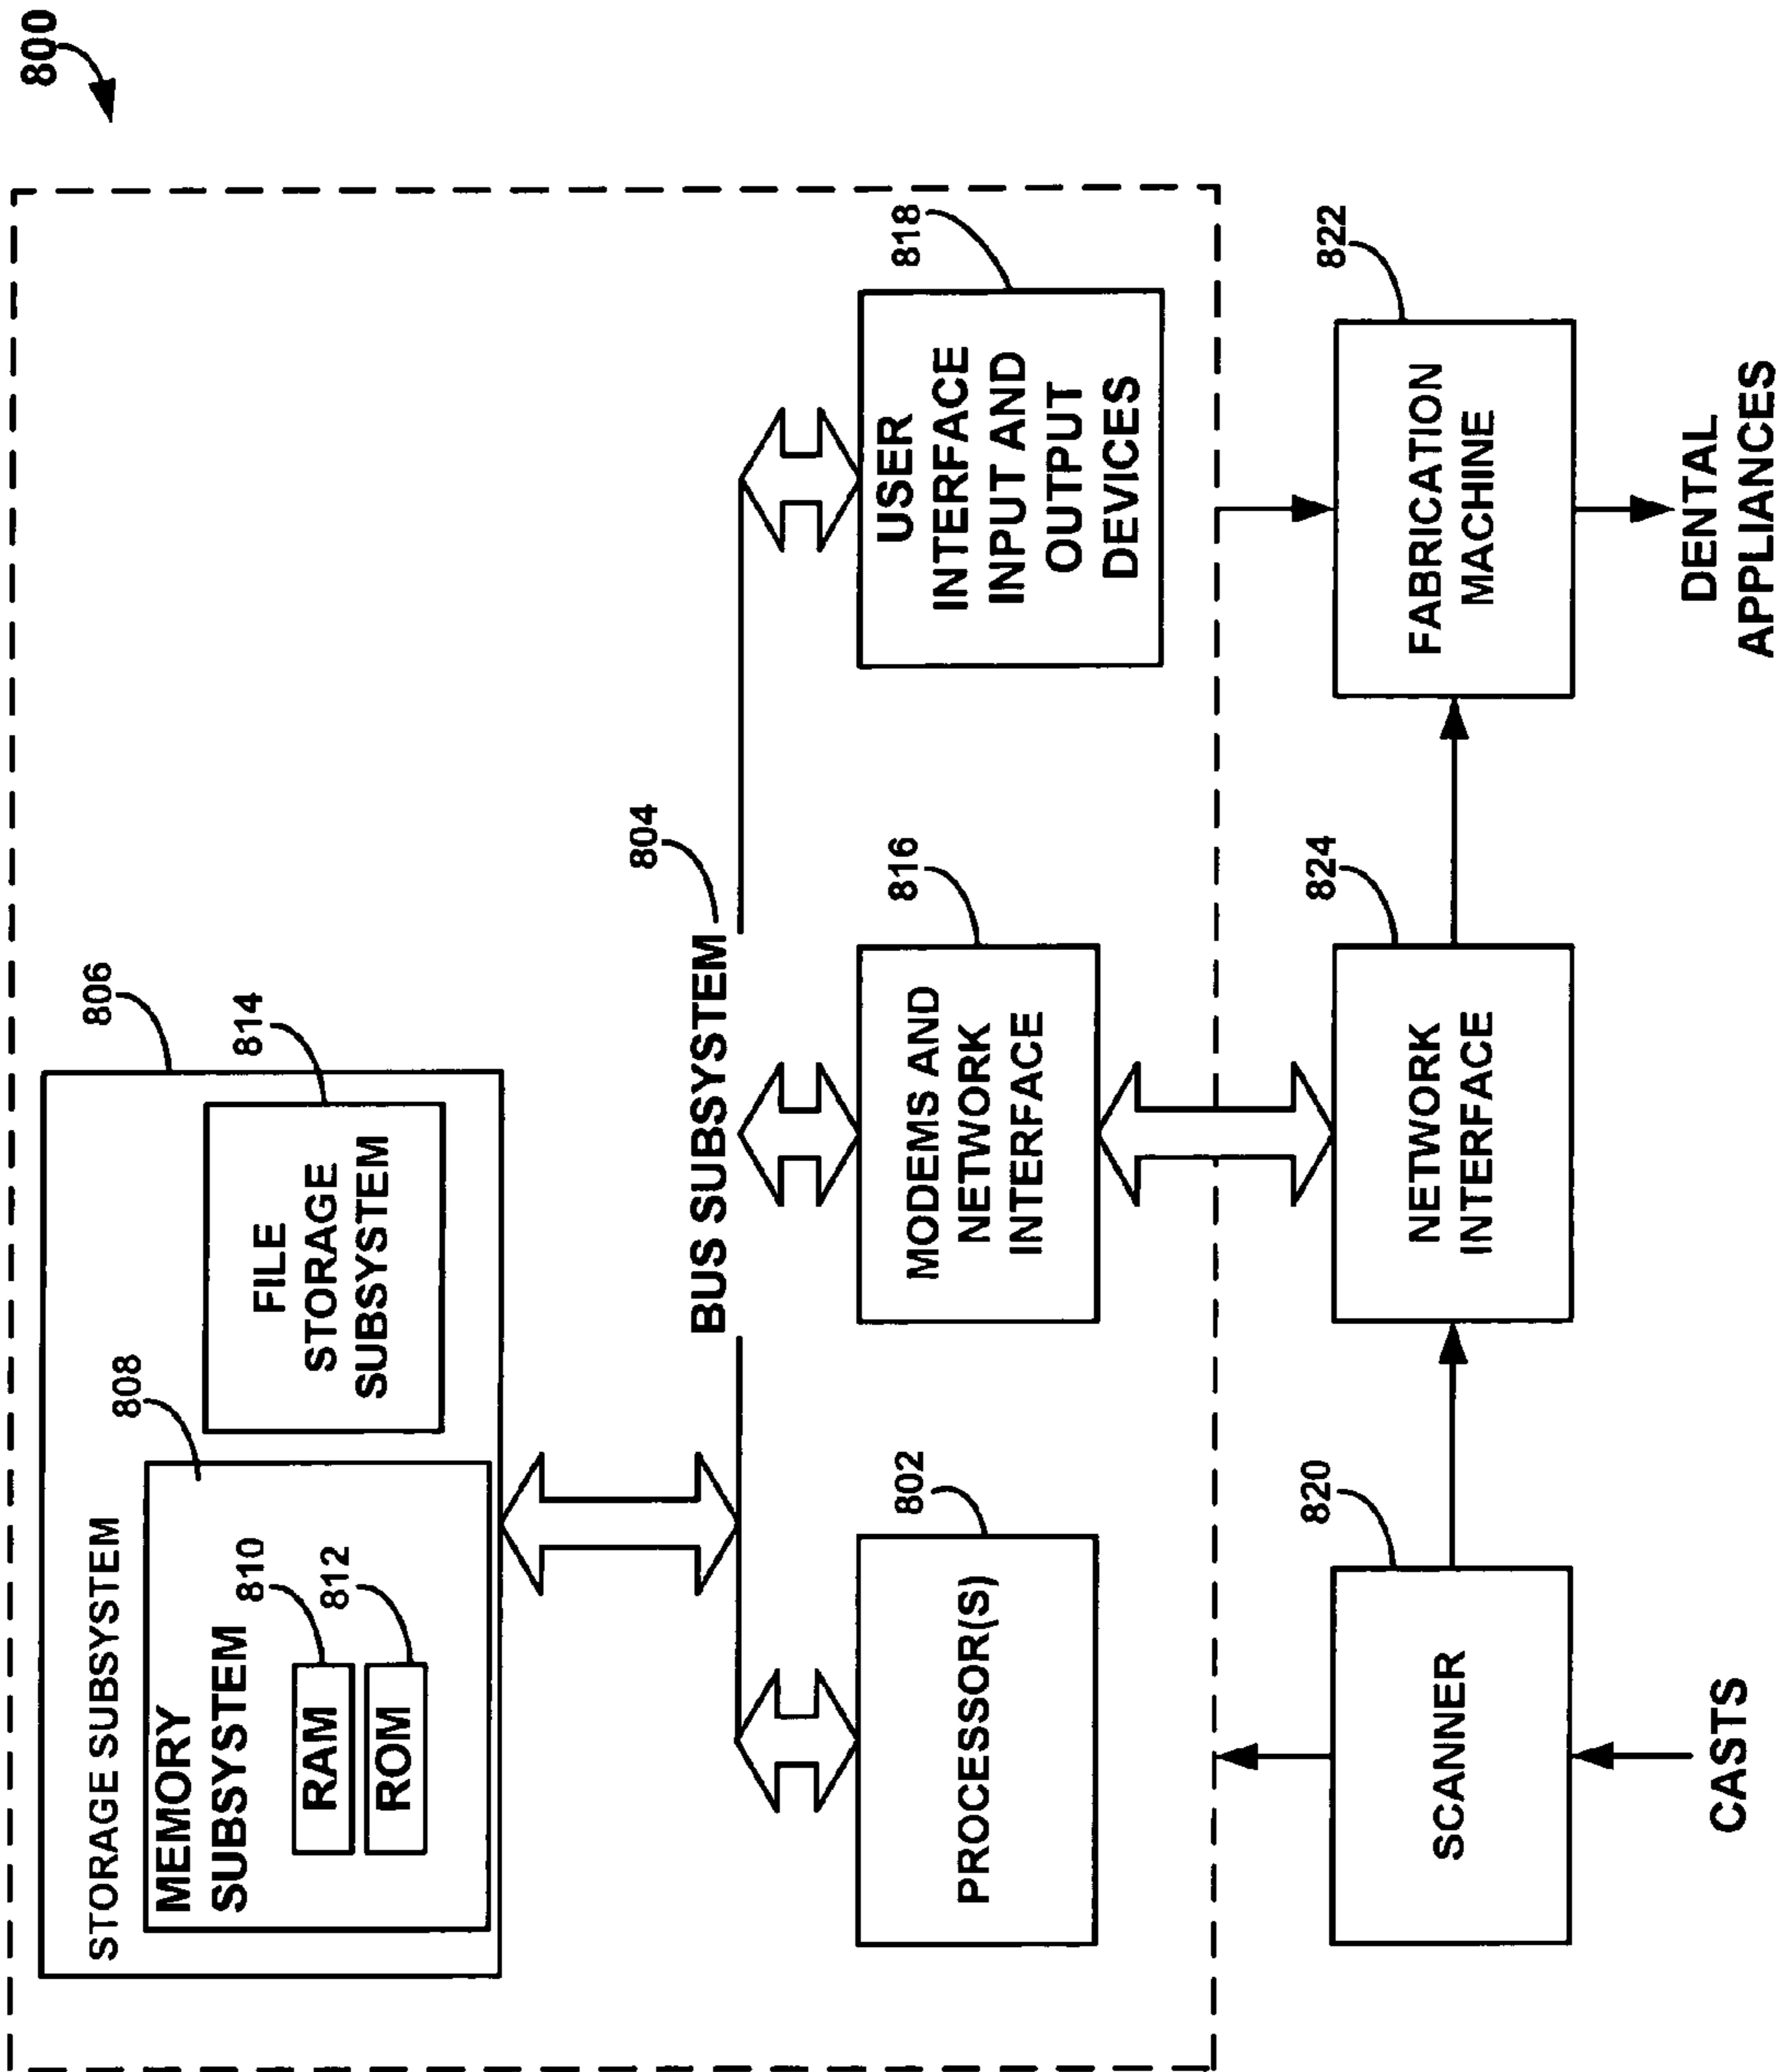 800
806
814
808
STORAGE SUBSYSTEM
MEMORY
SUBSYSTEM
810
812
RAM
ROM
FILE
STORAGE
SUBSYSTEM
804
BUS SUBSYSTEM
802
PROCESSOR(S)
816
MODEMS AND
NETWORK
INTERFACE
818
USER
INTERFACE
INPUT AND
OUTPUT
DEVICES
820
SCANNER
824
NETWORK
INTERFACE
822
FABRICATION
MACHINE
CASTS
DENTAL
APPLIANCES